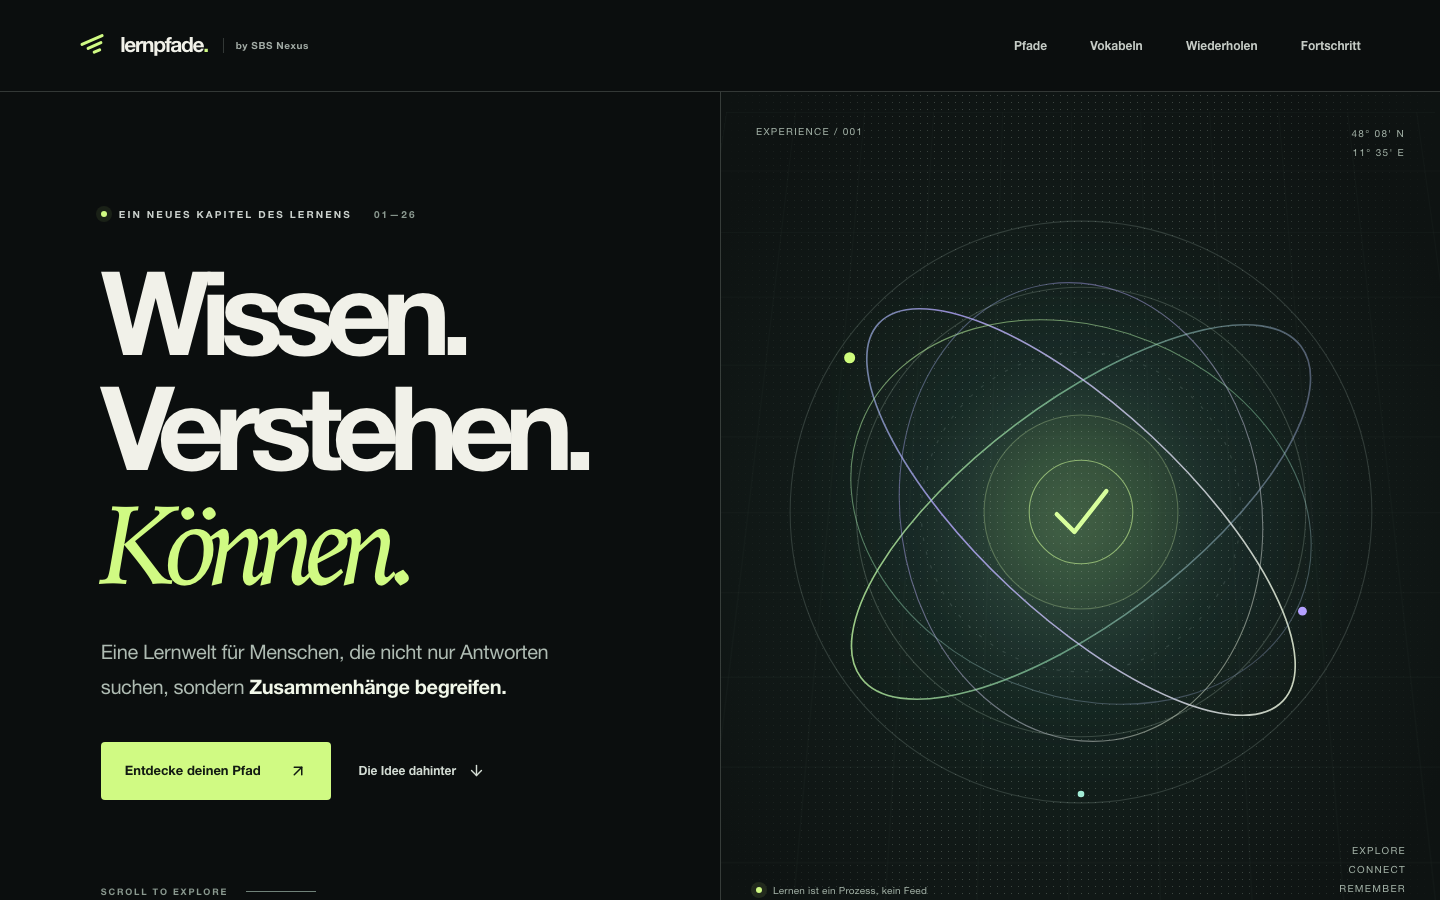 lernpfade.
by SBS Nexus
Pfade
Vokabeln
Wiederholen
Fortschritt
EIN NEUES KAPITEL DES LERNENS
01—26
Wissen.
Verstehen.
Können.
Eine Lernwelt für Menschen, die nicht nur Antworten
suchen, sondern Zusammenhänge begreifen.
Entdecke deinen Pfad
Die Idee dahinter
SCROLL TO EXPLORE
EXPERIENCE / 001
48° 08' N
11° 35' E
Lernen ist ein Prozess, kein Feed
EXPLORE
CONNECT
REMEMBER